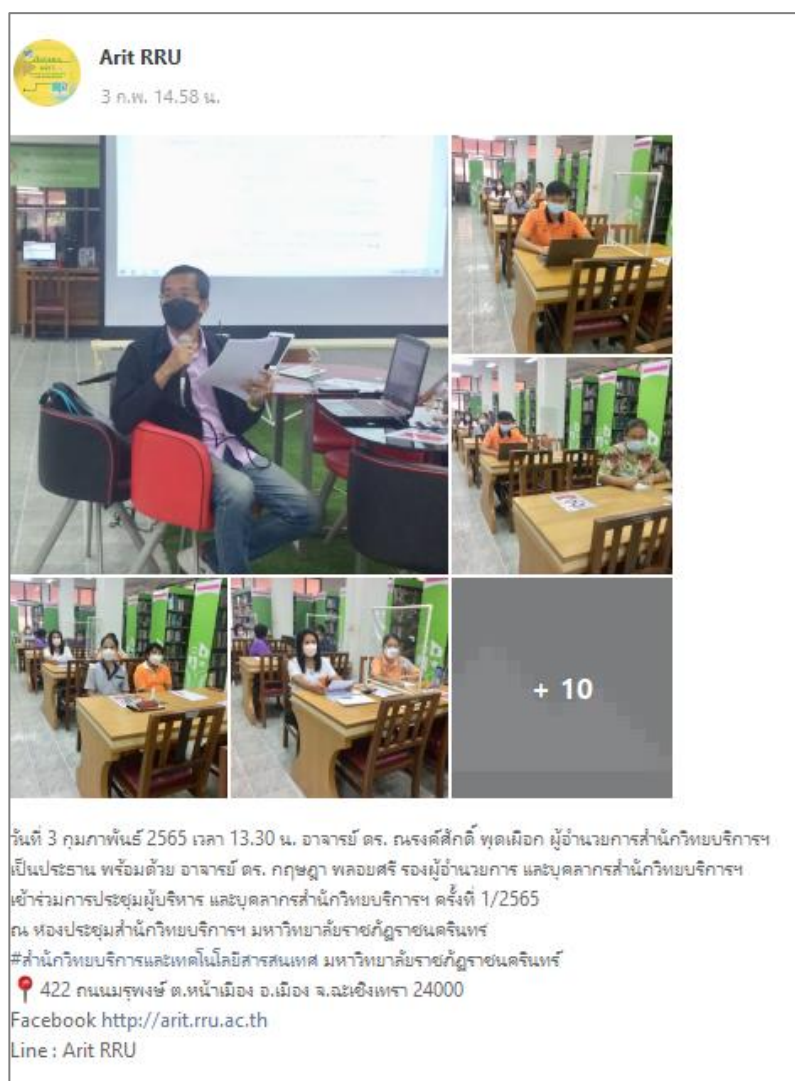 Arit RRU
3 ก.พ. 14.58 น.
+ 10
วันที่ 3 กุมภาพันธ์ 2565 เวลา 13.30 น. อาจารย์ ดร. ณรงค์ศักดิ์ พุดเผือก ผู้อำนวยการสำนักวิทยบริการฯ
เป็นประธาน พร้อมด้วย อาจารย์ ดร. กฤษฎา พลอยศรี รองผู้อำนวยการ และบุคลากรสำนักวิทยบริการฯ
เข้าร่วมการประชุมผู้บริหาร และบุคลากรสำนักวิทยบริการฯ ครั้งที่ 1/2565
ณ ห้องประชุมสำนักวิทยบริการฯ มหาวิทยาลัยราชภัฏราชนครินทร์
#สำนักวิทยบริการและเทคโนโลยีสารสนเทศ มหาวิทยาลัยราชภัฏราชนครินทร์
422 ถนนมรุพงษ์ ต.หน้าเมือง อ.เมือง จ.ฉะเชิงเทรา 24000
Facebook http://arit.rru.ac.th
Line : Arit RRU